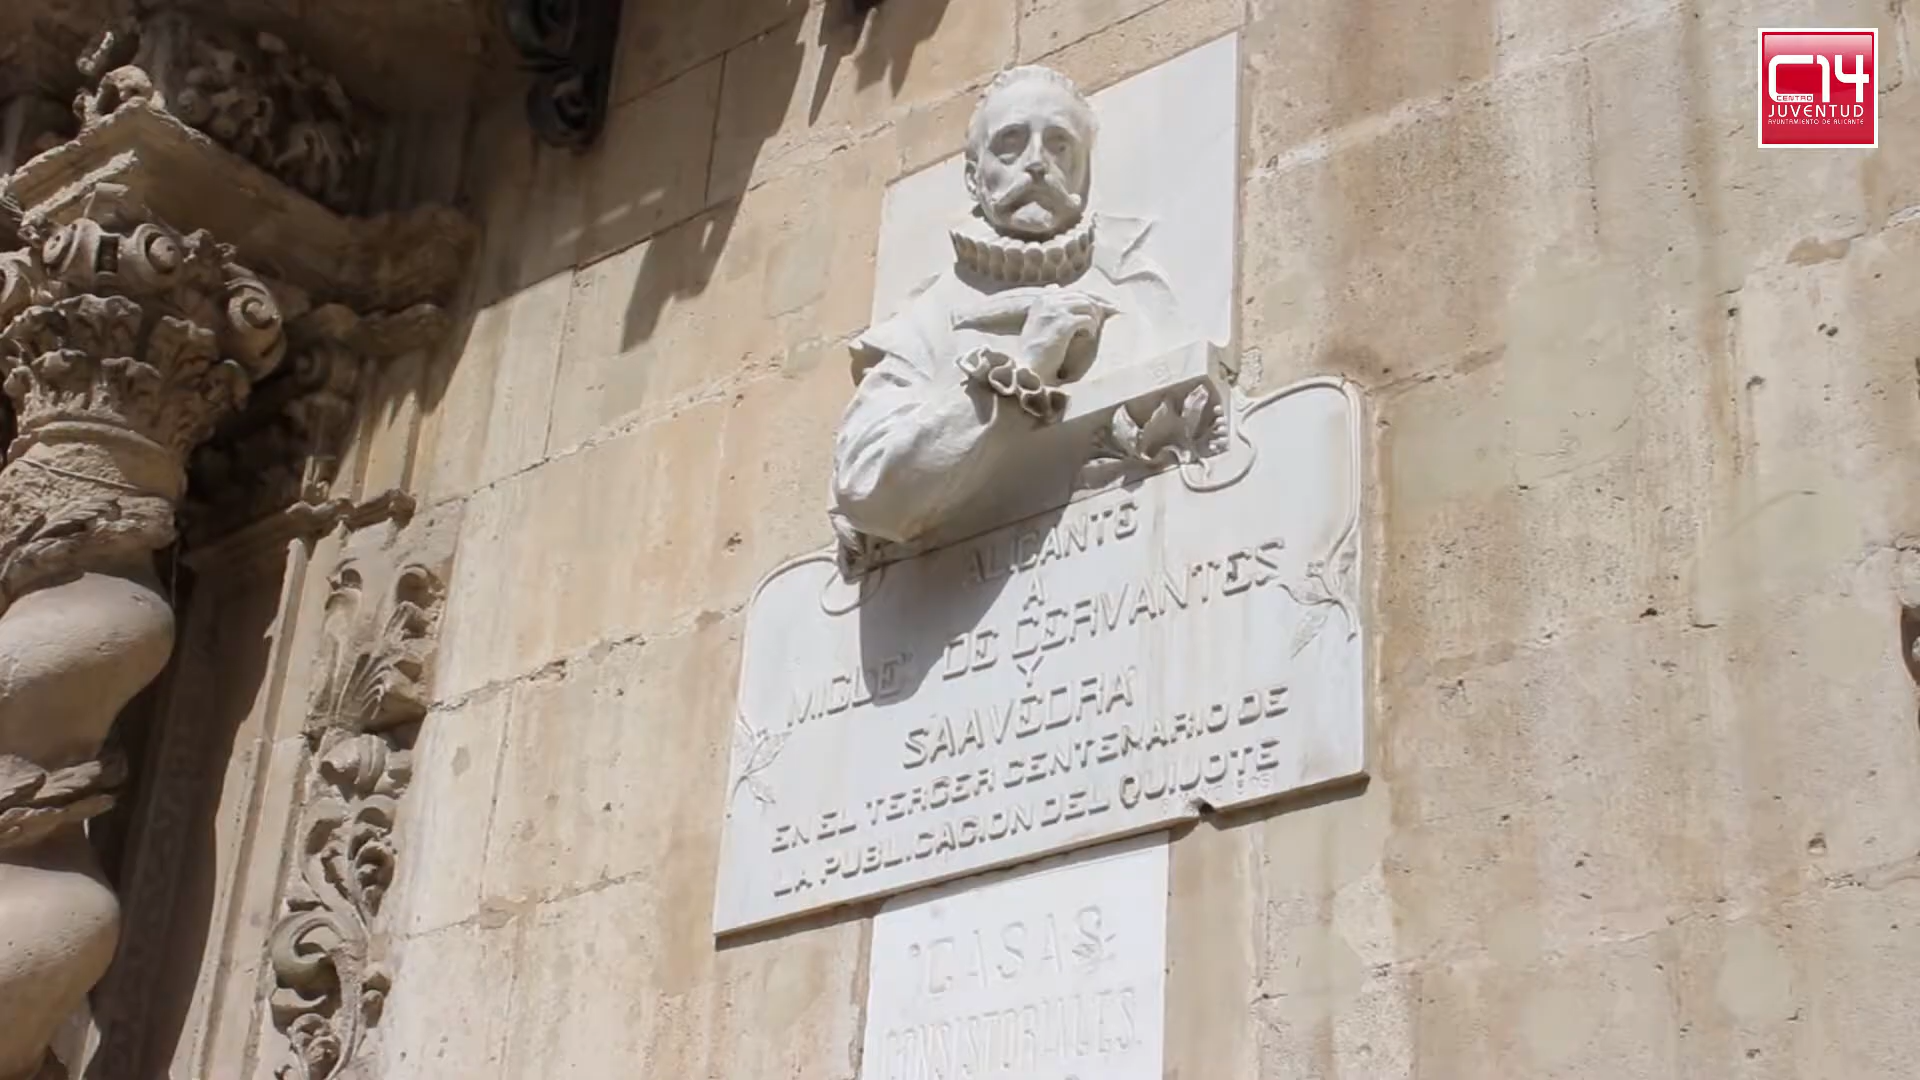 C14
CENTRO
JUVENTUD
AYUNTAMIENTO DE ALICANTE
ALICANTE
A
MIGUEL DE CERVANTES
Y
SAAVEDRA
EN EL TERCER CENTENARIO DE
LA PUBLICACION DEL QUIJOTE
CASAS
CONSISTORIALES.